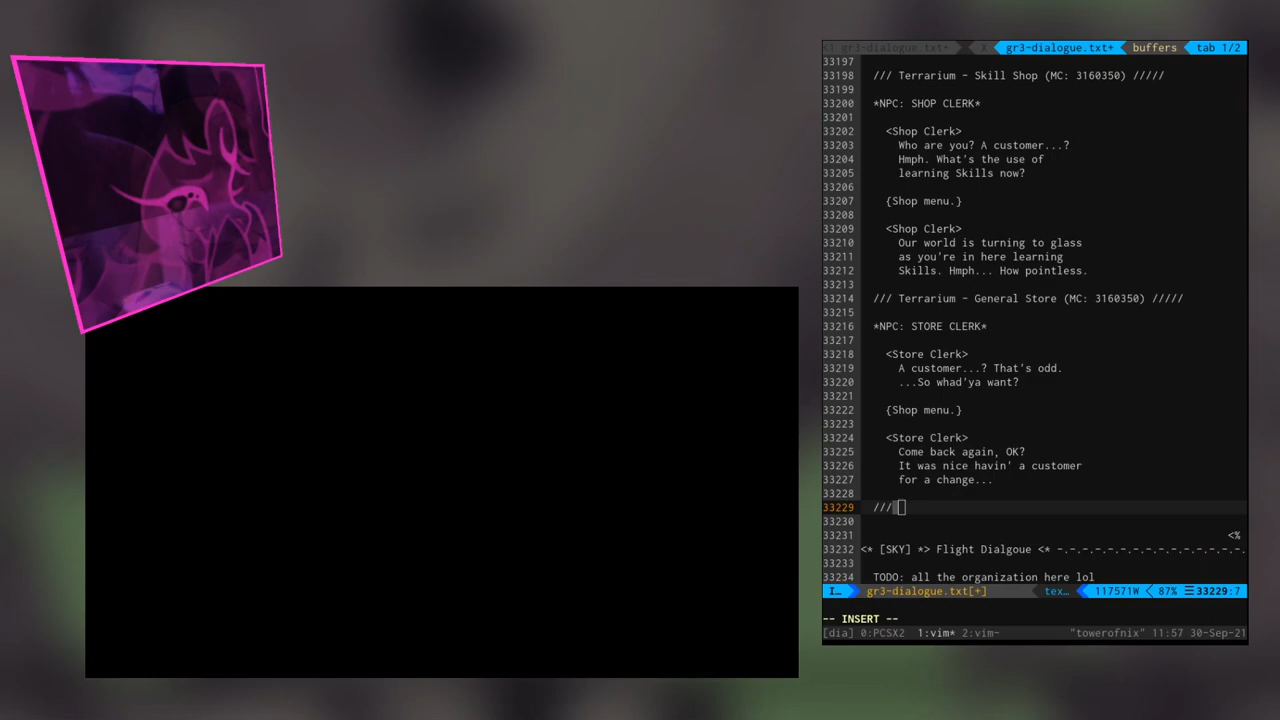 <1 gr3-dialogue.txt+ X gr3-dialogue.txt+ buffers tab 1/2
33197
33198 /// Terrarium - Skill Shop (MC: 3160350) /////
33199
33200 *NPC: SHOP CLERK*
33201
33202 <Shop Clerk>
33203 Who are you? A customer...?
33204 Hmph. What's the use of
33205 learning Skills now?
33206
33207 {Shop menu.}
33208
33209 <Shop Clerk>
33210 Our world is turning to glass
33211 as you're in here learning
33212 Skills. Hmph... How pointless.
33213
33214 /// Terrarium - General Store (MC: 3160350) /////
33215
33216 *NPC: STORE CLERK*
33217
33218 <Store Clerk>
33219 A customer...? That's odd.
33220 ...So whad'ya want?
33221
33222 {Shop menu.}
33223
33224 <Store Clerk>
33225 Come back again, OK?
33226 It was nice havin' a customer
33227 for a change...
33228
33229 ///
33230
33231 <%
33232 <* [SKY] *> Flight Dialgoue <* -.-.-.-.-.-.-.-.-.-.-.-.-.-.-.
33233
33234 TODO: all the organization here lol
I… gr3-dialogue.txt[+] tex… 117571W 87% ☰33229:7
-- INSERT --
[dia] 0:PCSX2 1:vim* 2:vim- "towerofnix" 11:57 30-Sep-21